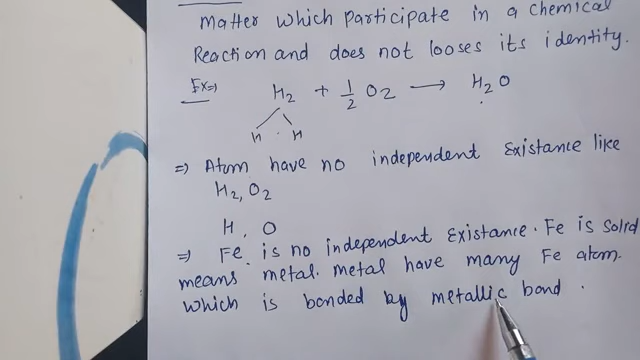 Matter which participate in a chemical
Reaction and does not looses its identity.
Ex⇒ H2 + 1/2 O2 → H2O
H H
⇒ Atom have no independent Existance like
H2, O2
H, O
⇒ Fe is no independent Existance. Fe is solid
means metal. metal have many Fe atom.
which is bonded by metallic bond.